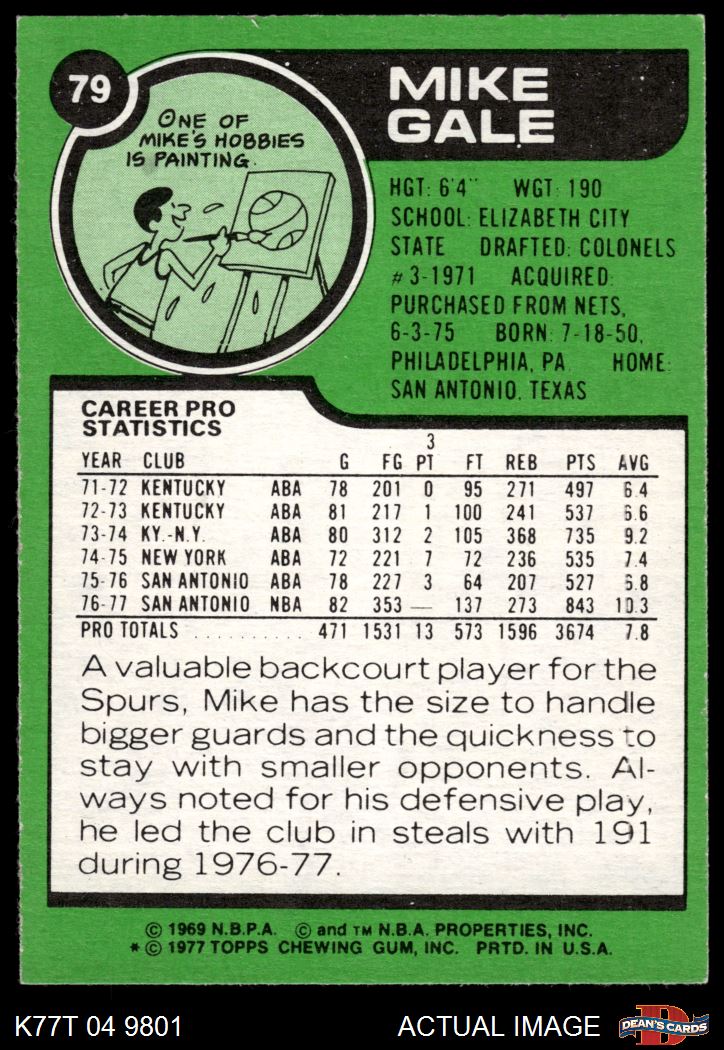 79
MIKE
GALE
ONE OF
MIKE'S HOBBIES
IS PAINTING.
HGT: 6'4" WGT: 190
SCHOOL: ELIZABETH CITY
STATE DRAFTED: COLONELS
#3-1971 ACQUIRED:
PURCHASED FROM NETS,
6-3-75 BORN: 7-18-50,
PHILADELPHIA, PA. HOME:
SAN ANTONIO, TEXAS
CAREER PRO
STATISTICS
YEAR CLUB G FG 3 PT FT REB PTS AVG
71-72 KENTUCKY ABA 78 201 0 95 271 497 6.4
72-73 KENTUCKY ABA 81 217 1 100 241 537 6.6
73-74 KY.-N.Y. ABA 80 312 2 105 368 735 9.2
74-75 NEW YORK ABA 72 221 7 72 236 535 7.4
75-76 SAN ANTONIO ABA 78 227 3 64 207 527 6.8
76-77 SAN ANTONIO NBA 82 353 — 137 273 843 10.3
PRO TOTALS .......... 471 1531 13 573 1596 3674 7.8
A valuable backcourt player for the
Spurs, Mike has the size to handle
bigger guards and the quickness to
stay with smaller opponents. Al-
ways noted for his defensive play,
he led the club in steals with 191
during 1976-77.
© 1969 N.B.P.A. © and TM N.B.A. PROPERTIES, INC.
* © 1977 TOPPS CHEWING GUM, INC. PRTD. IN U.S.A.
K77T 04 9801 ACTUAL IMAGE
D
DEAN'S CARDS